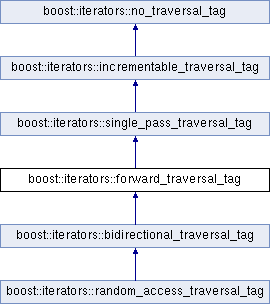 boost::iterators::no_traversal_tag
boost::iterators::incrementable_traversal_tag
boost::iterators::single_pass_traversal_tag
boost::iterators::forward_traversal_tag
boost::iterators::bidirectional_traversal_tag
boost::iterators::random_access_traversal_tag